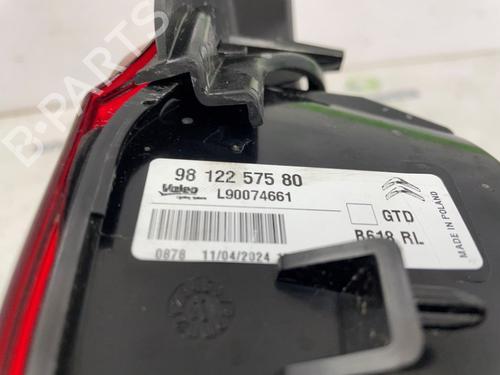 B-PARTS
98 122 575 80
Valeo
L90074661
GTD
B618 RL
MADE IN POLAND
0878 11/04/2024